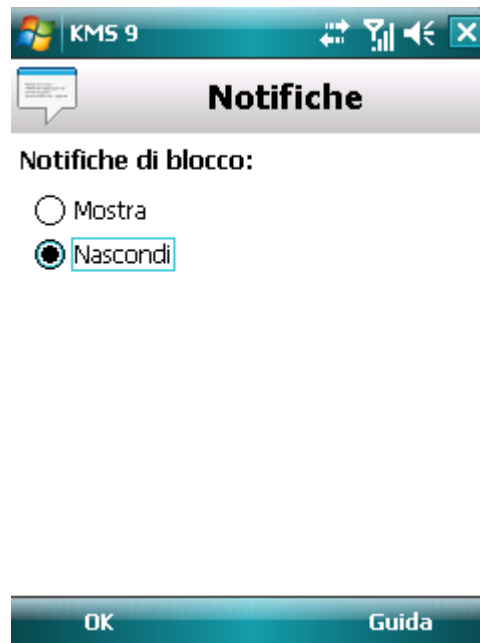 KMS 9
Notifiche
Notifiche di blocco:
Mostra
Nascondi
OK Guida